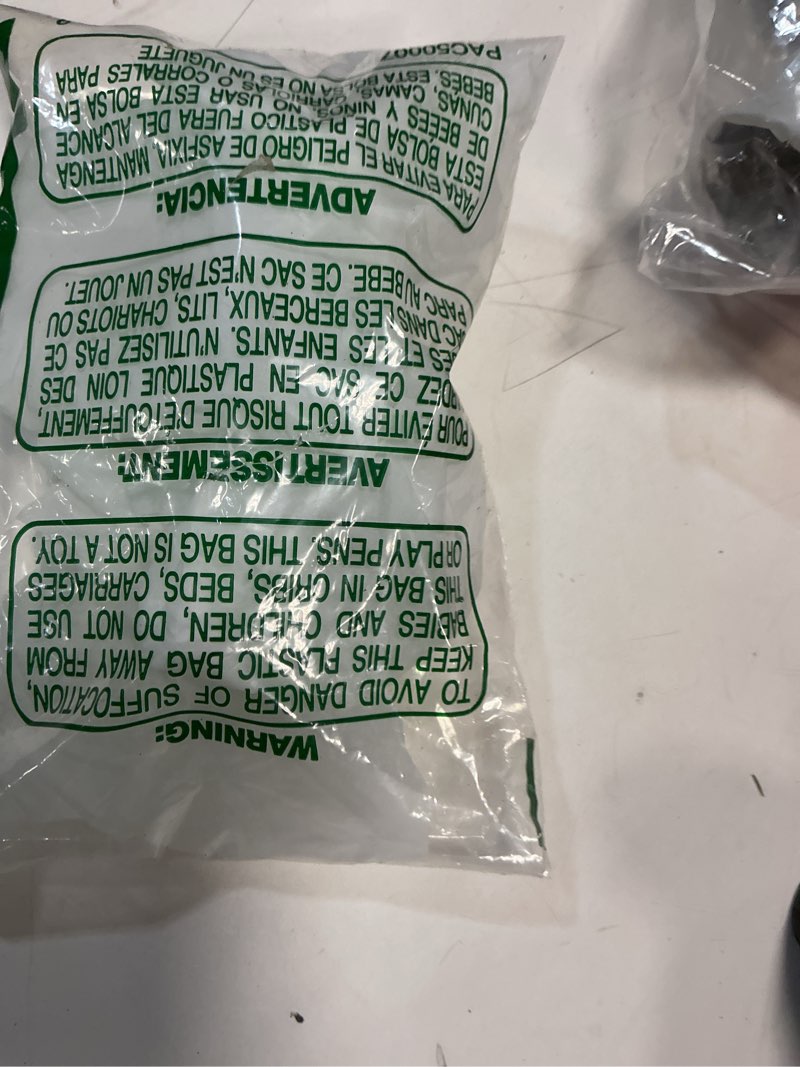 WARNING:
TO AVOID DANGER OF SUFFOCATION,
KEEP THIS PLASTIC BAG AWAY FROM
BABIES AND CHILDREN, DO NOT USE
THIS BAG IN CRIBS, BEDS, CARRIAGES
OR PLAY PENS. THIS BAG IS NOT A TOY.
AVERTISSEMENT:
POUR EVITER TOUT RISQUE D'ETOUFFEMENT,
RDEZ CE SAC EN PLASTIQUE LOIN DES
ES ET LES ENFANTS. N'UTILISEZ PAS CE
SAC DANS LES BERCEAUX, LITS, CHARIOTS OU
PARC AU BEBE. CE SAC N'EST PAS UN JOUET.
ADVERTENCIA:
PARA EVITAR EL PELIGRO DE ASFIXIA, MANTENGA
ESTA BOLSA DE PLASTICO FUERA DEL ALCANCE
DE BEBES Y NINOS. NO USAR ESTA BOLSA EN
CUNAS, CAMAS, CARRIOLAS O CORRALES PARA
BEBÉS. ESTA BOLSA NO ES UN JUGUETE
PAC50007